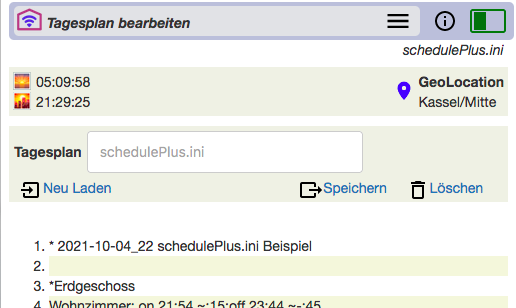 Tagesplan bearbeiten
schedulePlus.ini
05:09:58
21:29:25
GeoLocation
Kassel/Mitte
Tagesplan schedulePlus.ini
Neu Laden Speichern Löschen
1. * 2021-10-04_22 schedulePlus.ini Beispiel
2.
3. *Erdgeschoss
4. Wohnzimmer: on 21:54 ~:15;off 23:44 ~-:45